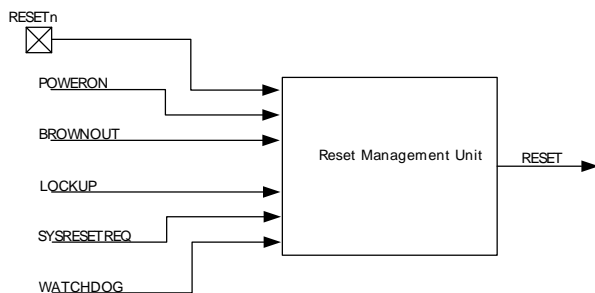 RESETn
POWERON
BROWNOUT
LOCKUP
SYSRESETREQ
WATCHDOG
Reset Management Unit
RESET